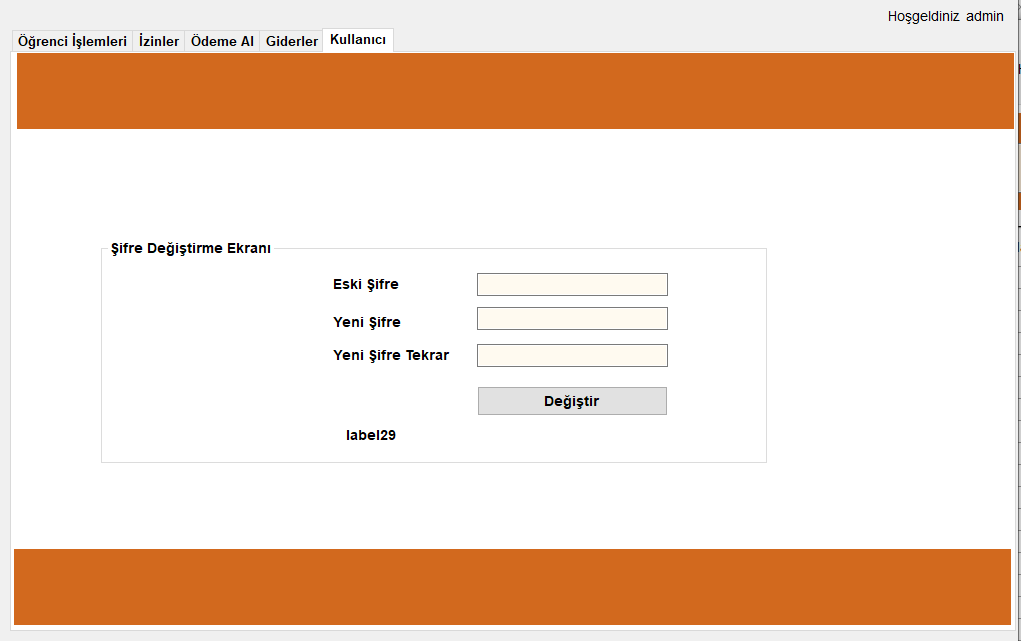 Hoşgeldiniz admin
Öğrenci İşlemleri İzinler Ödeme Al Giderler Kullanıcı
Şifre Değiştirme Ekranı
Eski Şifre
Yeni Şifre
Yeni Şifre Tekrar
Değiştir
label29